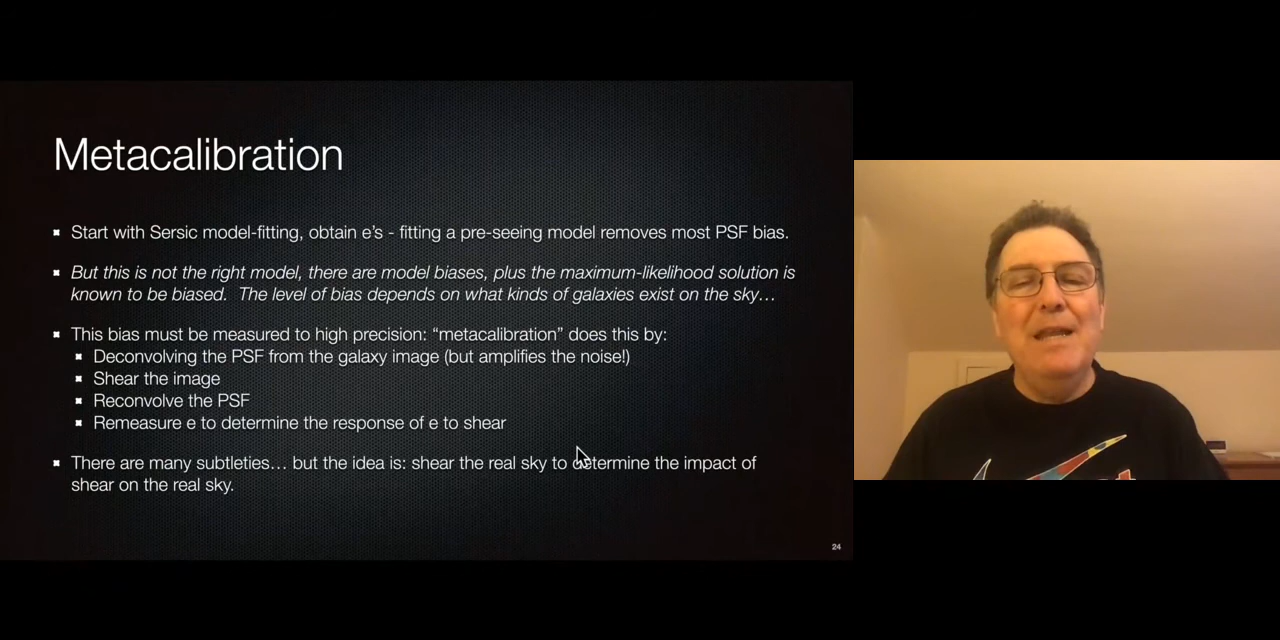 Metacalibration
Start with Sersic model-fitting, obtain e's - fitting a pre-seeing model removes most PSF bias.
But this is not the right model, there are model biases, plus the maximum-likelihood solution is
known to be biased. The level of bias depends on what kinds of galaxies exist on the sky…
This bias must be measured to high precision: “metacalibration” does this by:
Deconvolving the PSF from the galaxy image (but amplifies the noise!)
Shear the image
Reconvolve the PSF
Remeasure e to determine the response of e to shear
There are many subtleties… but the idea is: shear the real sky to determine the impact of
shear on the real sky.
24